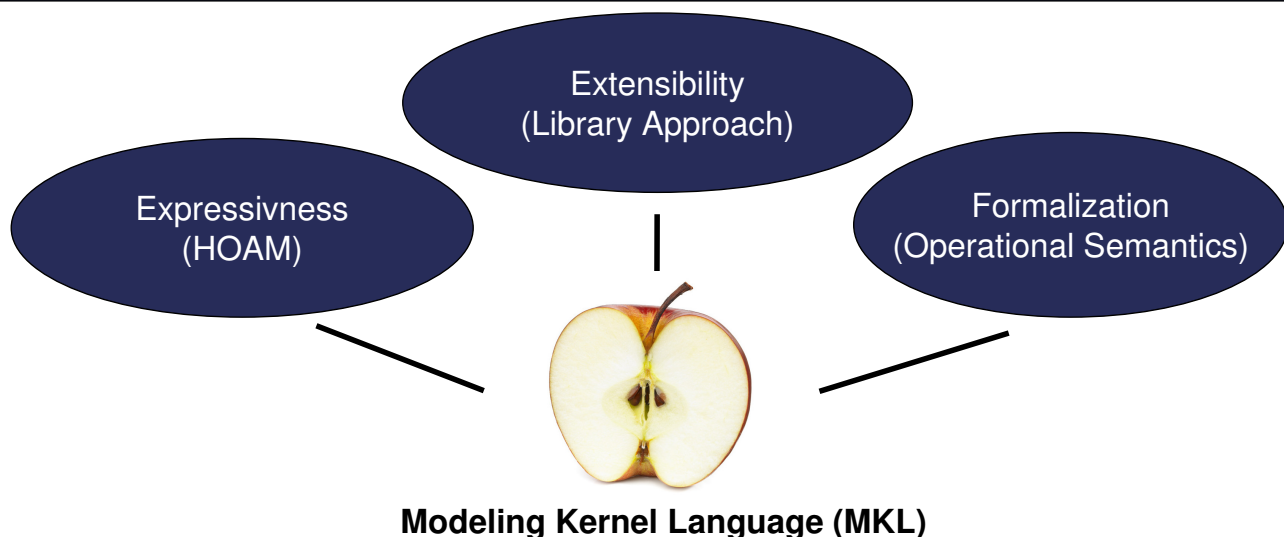 Extensibility
(Library Approach)
Expressivness
(HOAM)
Formalization
(Operational Semantics)
Modeling Kernel Language (MKL)